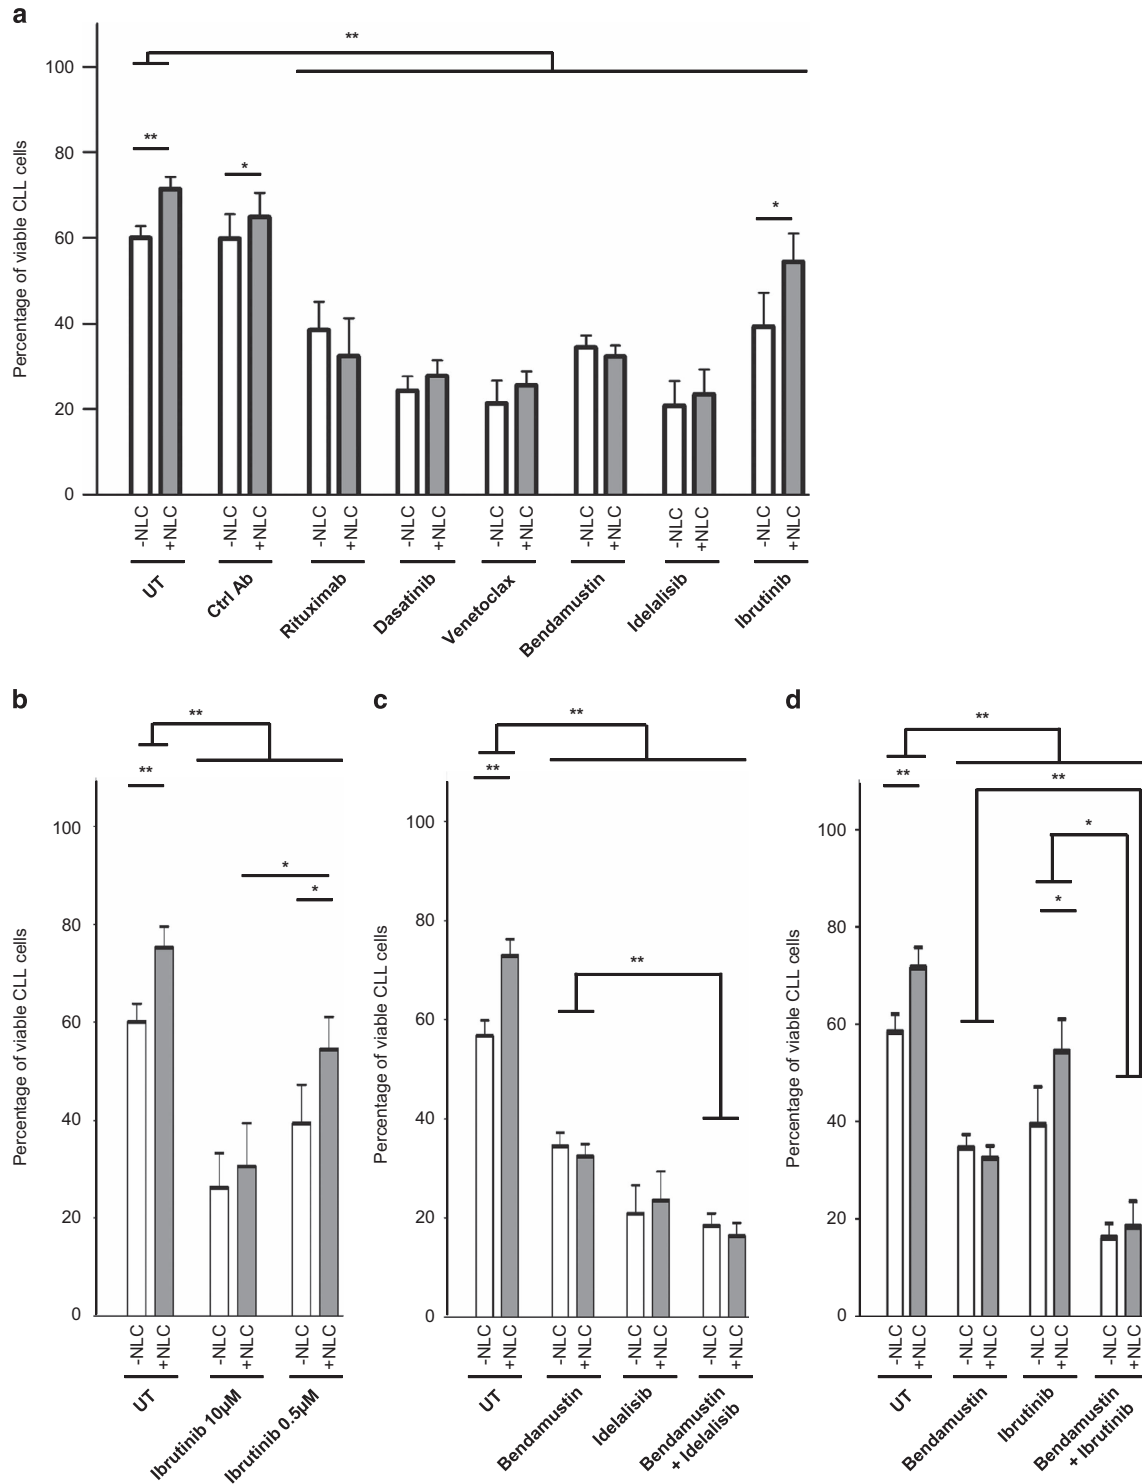 a
**
100
**
80
*
*
60
40
20
0
Percentage of viable CLL cells
-NLC
+NLC
-NLC
+NLC
-NLC
+NLC
-NLC
+NLC
-NLC
+NLC
-NLC
+NLC
-NLC
+NLC
-NLC
+NLC
UT
Ctrl Ab
Rituximab
Dasatinib
Venetoclax
Bendamustin
Idelalisib
Ibrutinib
b
**
**
100
*
*
80
60
40
20
0
Percentage of viable CLL cells
-NLC
+NLC
-NLC
+NLC
-NLC
+NLC
UT
Ibrutinib 10µM
Ibrutinib 0.5µM
c
**
**
100
80
**
60
40
20
0
Percentage of viable CLL cells
-NLC
+NLC
-NLC
+NLC
-NLC
+NLC
-NLC
+NLC
UT
Bendamustin
Idelalisib
Bendamustin
+ Idelalisib
d
**
**
**
100
*
*
80
60
40
20
0
Percentage of viable CLL cells
-NLC
+NLC
-NLC
+NLC
-NLC
+NLC
-NLC
+NLC
UT
Bendamustin
Ibrutinib
Bendamustin
+ Ibrutinib